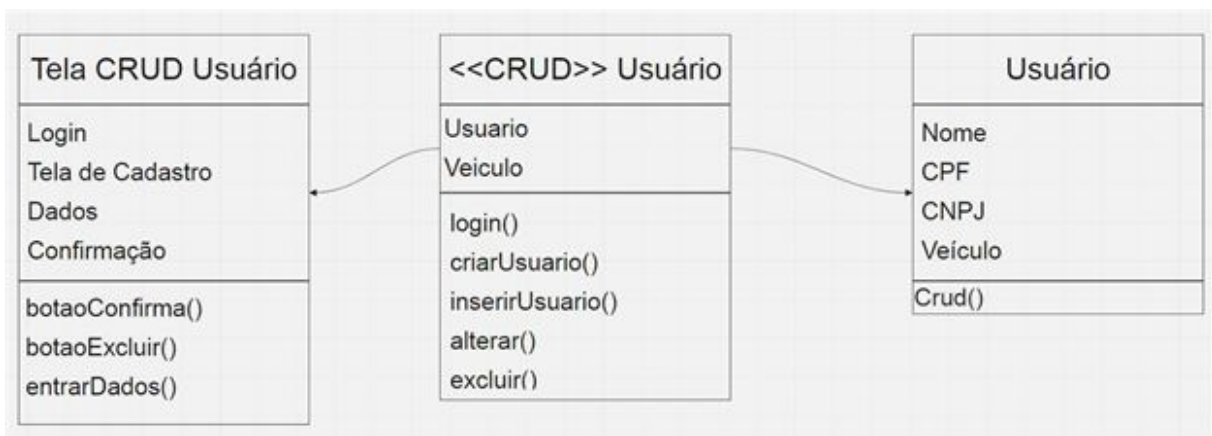 Tela CRUD Usuário
Login
Tela de Cadastro
Dados
Confirmação
botaoConfirma()
botaoExcluir()
entrarDados()
<<CRUD>> Usuário
Usuario
Veiculo
login()
criarUsuario()
inserirUsuario()
alterar()
excluir()
Usuário
Nome
CPF
CNPJ
Veículo
Crud()